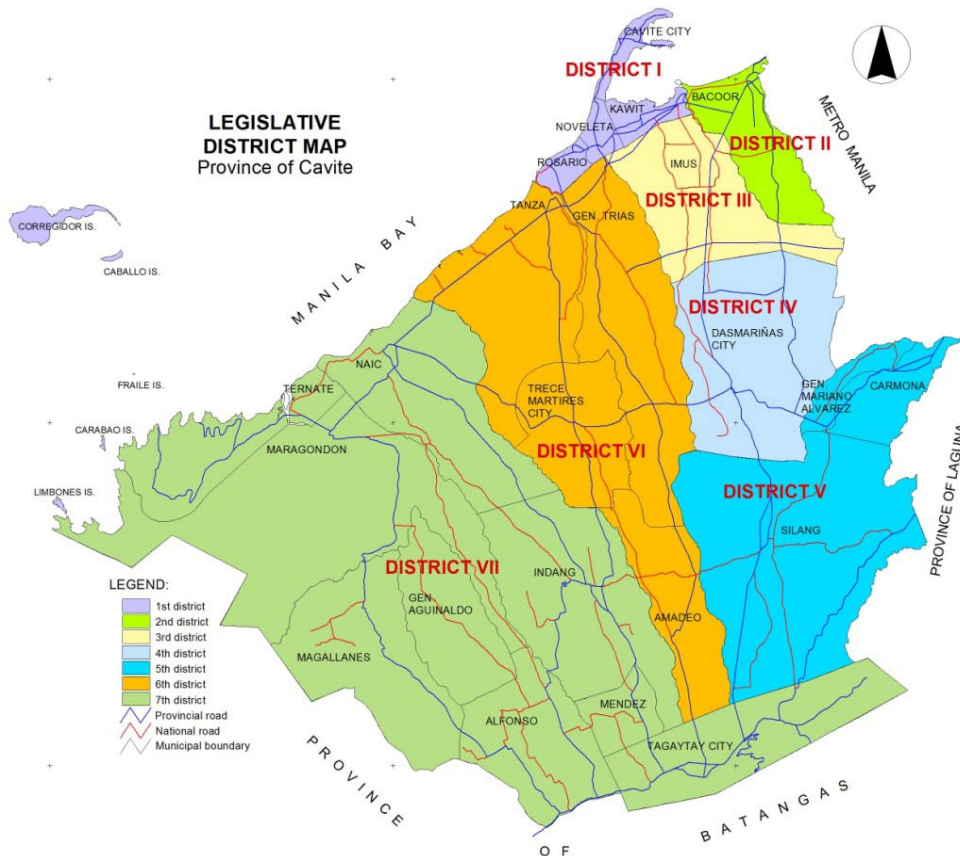 CAVITE CITY
DISTRICT I
BACOOR
KAWIT
LEGISLATIVE
DISTRICT MAP
Province of Cavite
NOVELETA
DISTRICT II
METRO MANILA
ROSARIO
IMUS
DISTRICT III
TANZA
GEN. TRIAS
CORREGIDOR IS.
CABALLO IS.
MANILA BAY
DISTRICT IV
DASMARIÑAS
CITY
NAIC
FRAILE IS.
TERNATE
TRECE
MARTIRES
CITY
GEN.
MARIANO
ALVAREZ
CARMONA
CARABAO IS.
MARAGONDON
DISTRICT VI
LIMBONES IS.
DISTRICT V
PROVINCE OF LAGUNA
SILANG
DISTRICT VII
INDANG
GEN.
AGUINALDO
LEGEND:
1st district
2nd district
3rd district
4th district
5th district
6th district
7th district
Provincial road
National road
Municipal boundary
AMADEO
MAGALLANES
MENDEZ
ALFONSO
TAGAYTAY CITY
PROVINCE
OF
BATANGAS